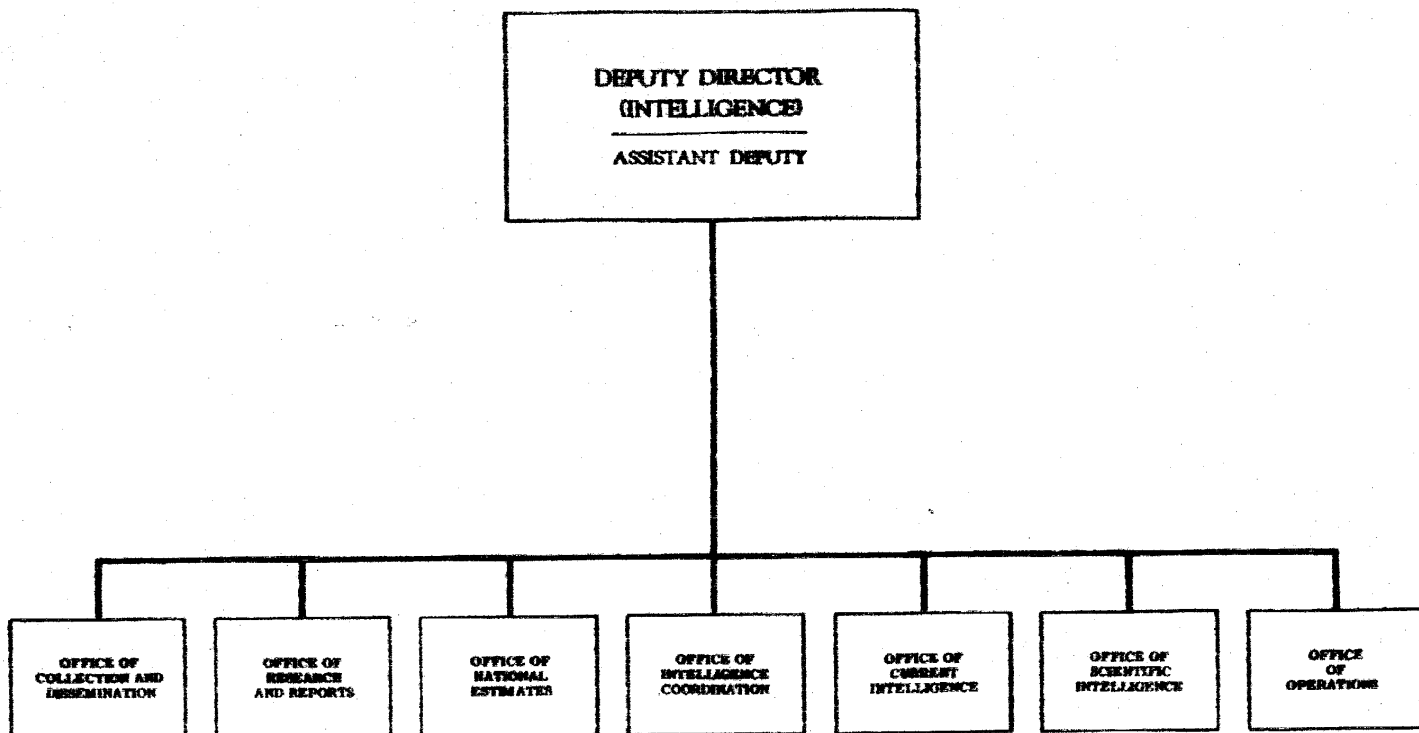 DEPUTY DIRECTOR
(INTELLIGENCE)
ASSISTANT DEPUTY
OFFICE OF
COLLECTION AND
DISSEMINATION
OFFICE OF
RESEARCH
AND REPORTS
OFFICE OF
NATIONAL
ESTIMATES
OFFICE OF
INTELLIGENCE
COORDINATION
OFFICE OF
CURRENT
INTELLIGENCE
OFFICE OF
SCIENTIFIC
INTELLIGENCE
OFFICE
OF
OPERATIONS